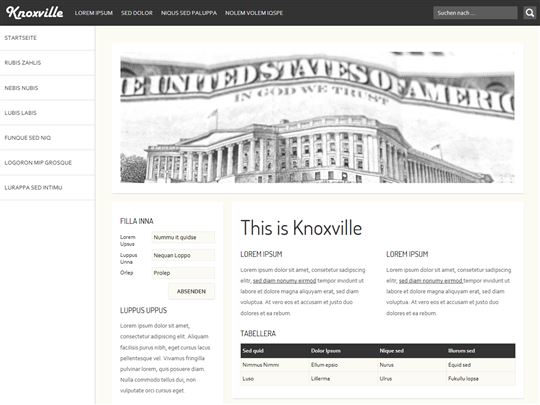 Knoxville LOREM IPSUM SED DOLOR NIQUS SED PALUPPA NOLEM VOLEM IQSPE Suchen nach ...
STARTSEITE
RUBIS ZAHLIS
NEBIS NUBIS
LUBIS LABIS
FUNQUE SED NIQ
LOGORON MIP GROSQUE
LURAPPA SED INTIMU
THE UNITED STATES OF AMERIC
IN GOD WE TRUST
FILLA INNA
Lorem
Upsus
Nummu it quidse
Luppus
Unna
Nequan Loppo
Orlep
Prolep
ABSENDEN
LUPPUS UPPUS
Lorem ipsum dolor sit amet,
consetetur adipiscing elit. Aliquam
facilisis purus nibh, eget cursus lacus
pellentesque vel. Vivamus fringilla
pulvinar lorem, quis posuere diam.
Nulla commodo tellus dui, non
vulputate orci cursus eget.
This is Knoxville
LOREM IPSUM
Lorem ipsum dolor sit amet, consetetur sadipscing
elitr, sed diam nonumy eirmod tempor invidunt ut
labore et dolore magna aliquyam erat, sed diam
voluptua. At vero eos et accusam et justo duo
dolores et ea rebum.
LOREM IPSUM
Lorem ipsum dolor sit amet, consetetur sadipscing
elitr, sed diam nonumy eirmod tempor invidunt ut
labore et dolore magna aliquyam erat, sed diam
voluptua. At vero eos et accusam et justo duo
dolores et ea rebum.
TABELLERA
Sed quid Dolor Ipsum Nique sed Illorum sed
Nimmus Nimmi Ellum epsio Nurus Equid sed
Luso Lillerma Ulrus Fukullu lopsa